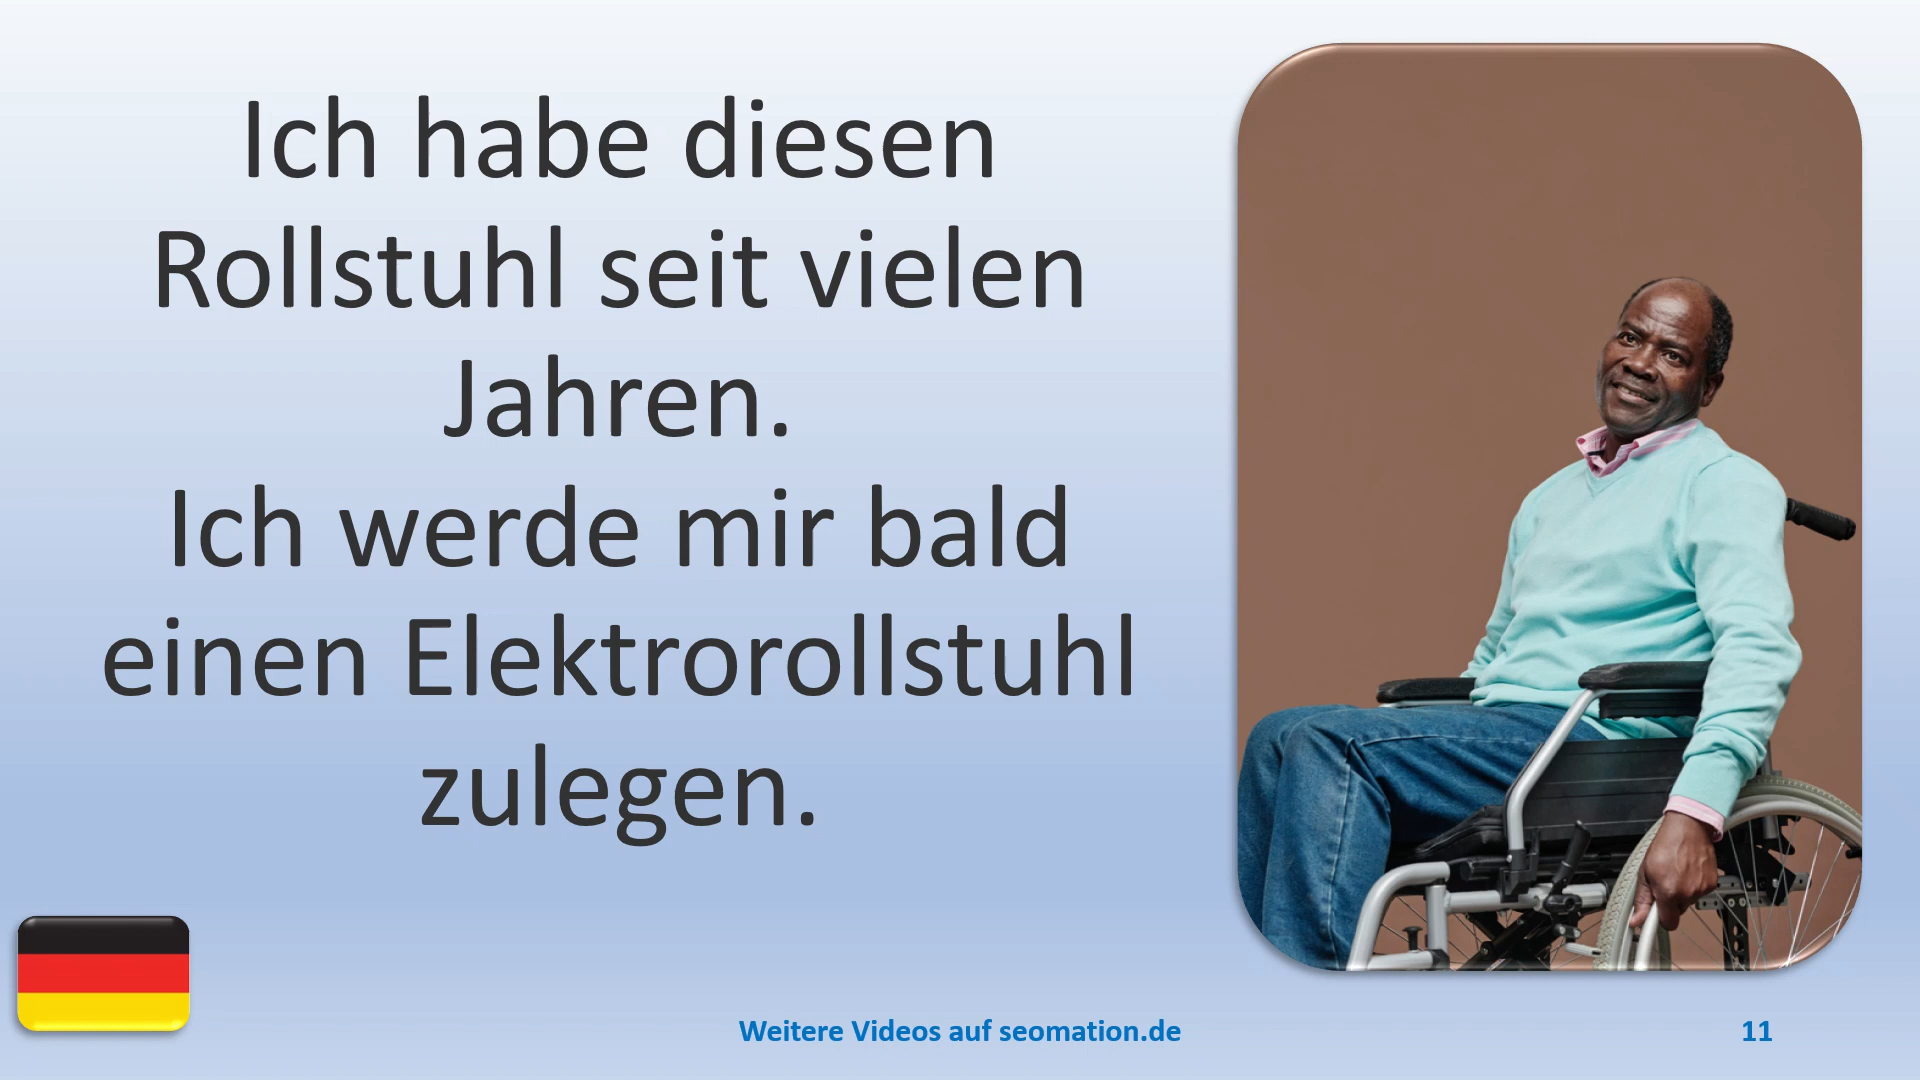 Ich habe diesen
Rollstuhl seit vielen
Jahren.
Ich werde mir bald
einen Elektrorollstuhl
zulegen.
Weitere Videos auf seomation.de
11